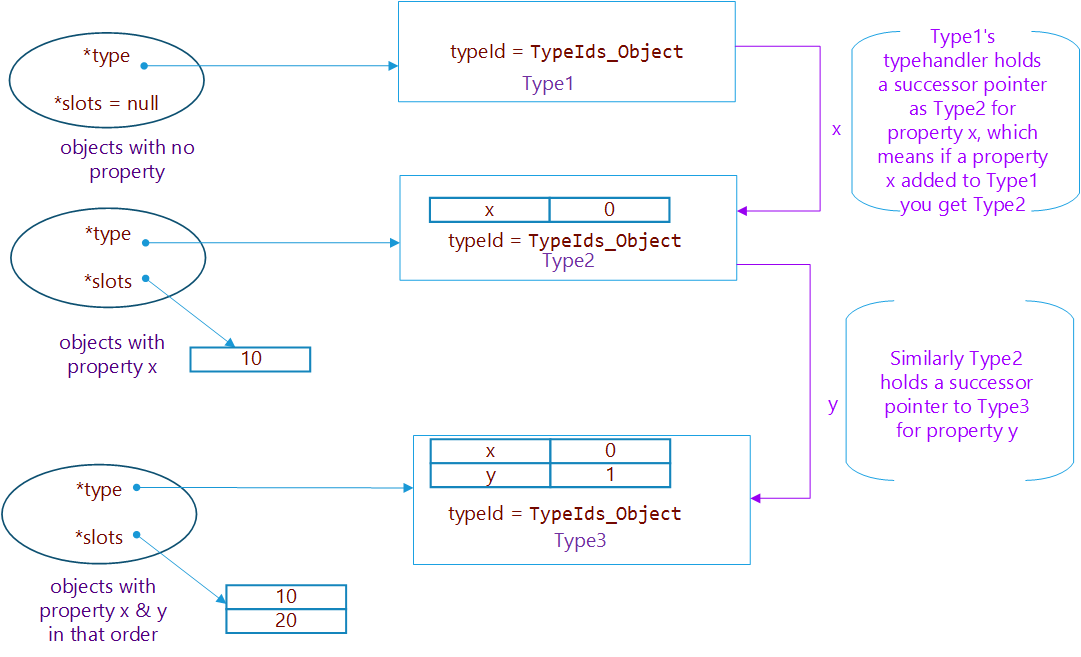 *type
*slots = null
objects with no
property
typeId = TypeIds_Object
Type1
x
Type1's
typehandler holds
a successor pointer
as Type2 for
property x, which
means if a property
x added to Type1
you get Type2
*type
*slots
objects with
property x
10
x 0
typeId = TypeIds_Object
Type2
y
Similarly Type2
holds a successor
pointer to Type3
for property y
*type
*slots
objects with
property x & y
in that order
10
20
x 0
y 1
typeId = TypeIds_Object
Type3